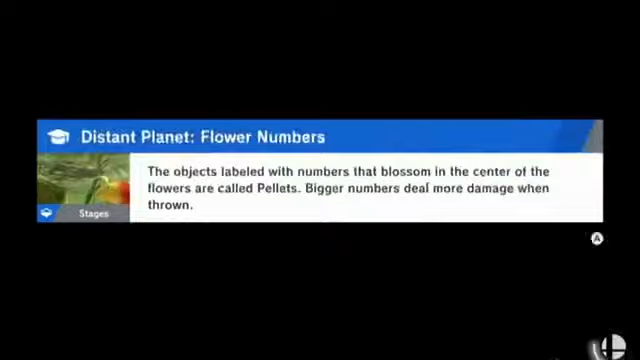 Distant Planet: Flower Numbers
The objects labeled with numbers that blossom in the center of the
flowers are called Pellets. Bigger numbers deal more damage when
thrown.
Stages
A